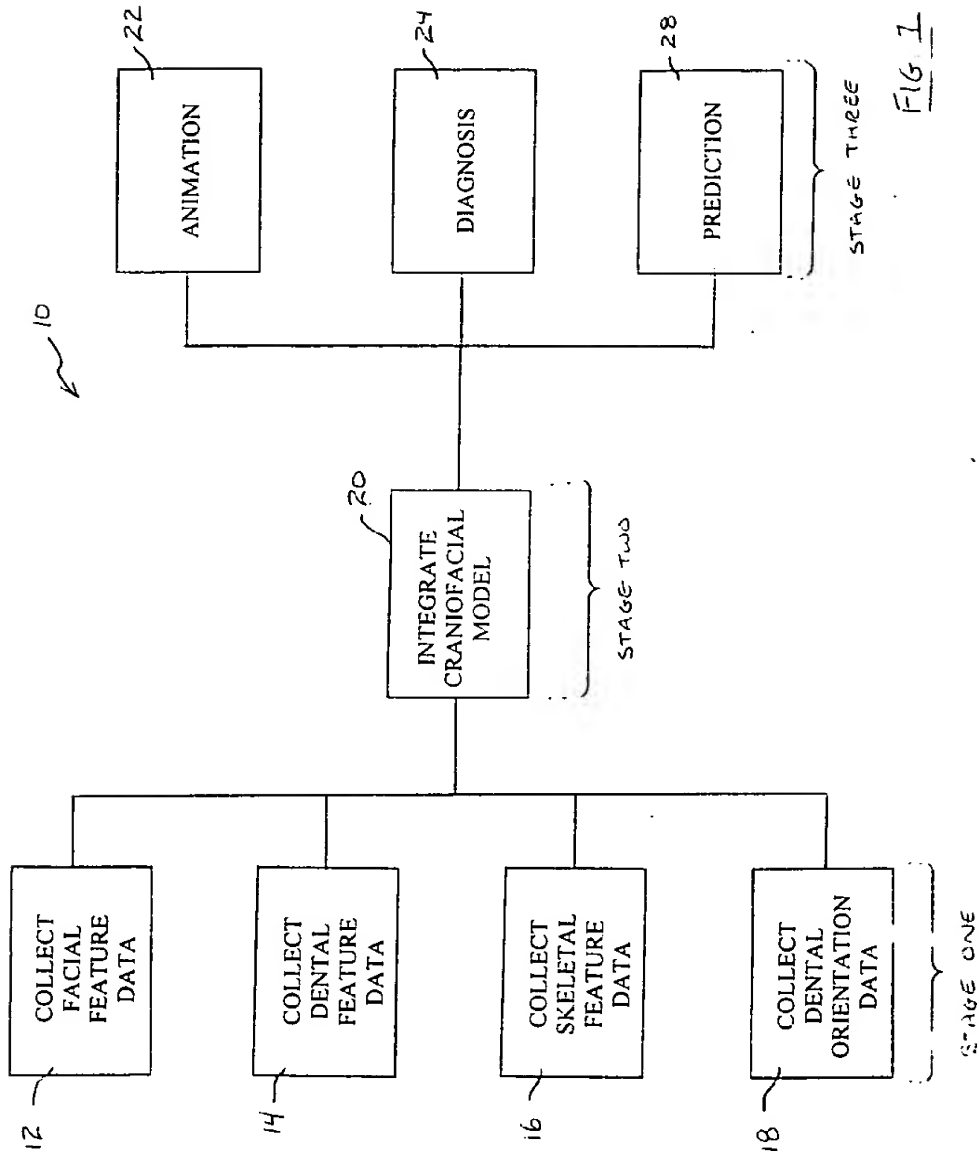 10
12
COLLECT
FACIAL
FEATURE
DATA
14
COLLECT
DENTAL
FEATURE
DATA
16
COLLECT
SKELETAL
FEATURE
DATA
18
COLLECT
DENTAL
ORIENTATION
DATA
STAGE ONE
20
INTEGRATE
CRANIOFACIAL
MODEL
STAGE TWO
22
ANIMATION
24
DIAGNOSIS
28
PREDICTION
STAGE THREE
FIG. 1